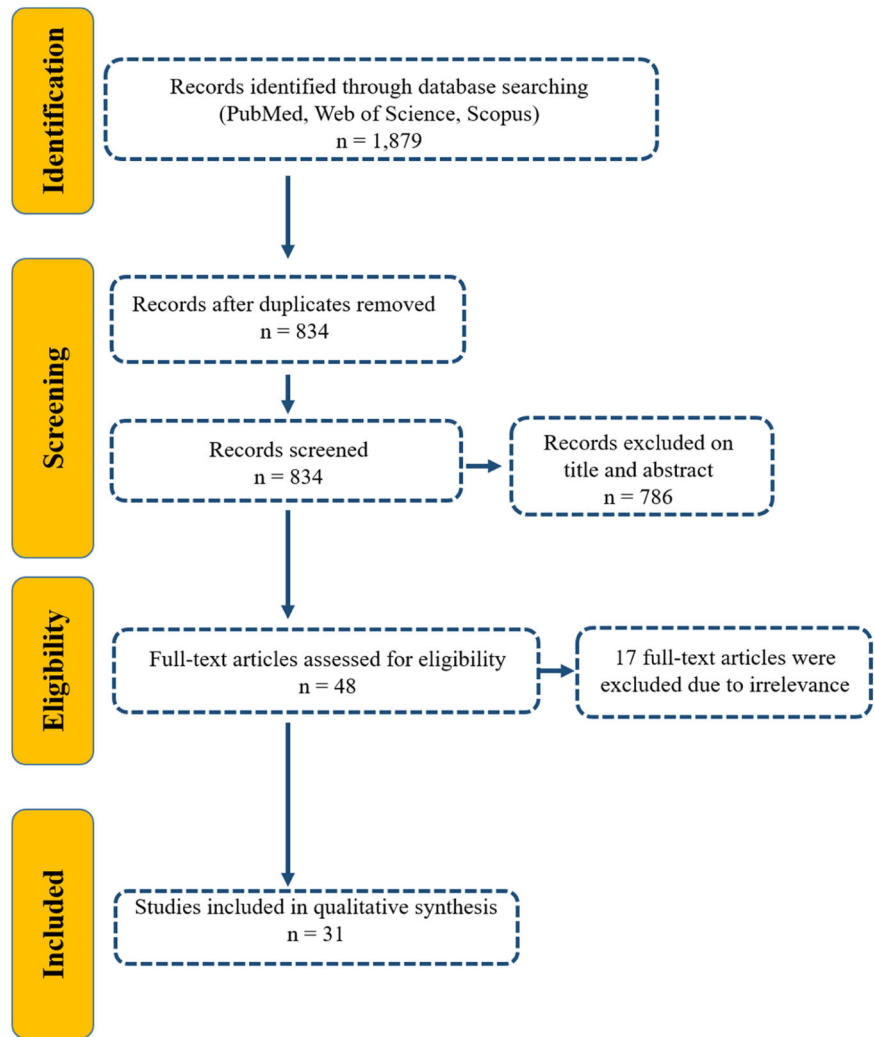 Identification
Records identified through database searching
(PubMed, Web of Science, Scopus)
n = 1,879
Screening
Records after duplicates removed
n = 834
Records screened
n = 834
Records excluded on
title and abstract
n = 786
Eligibility
Full-text articles assessed for eligibility
n = 48
17 full-text articles were
excluded due to irrelevance
Included
Studies included in qualitative synthesis
n = 31